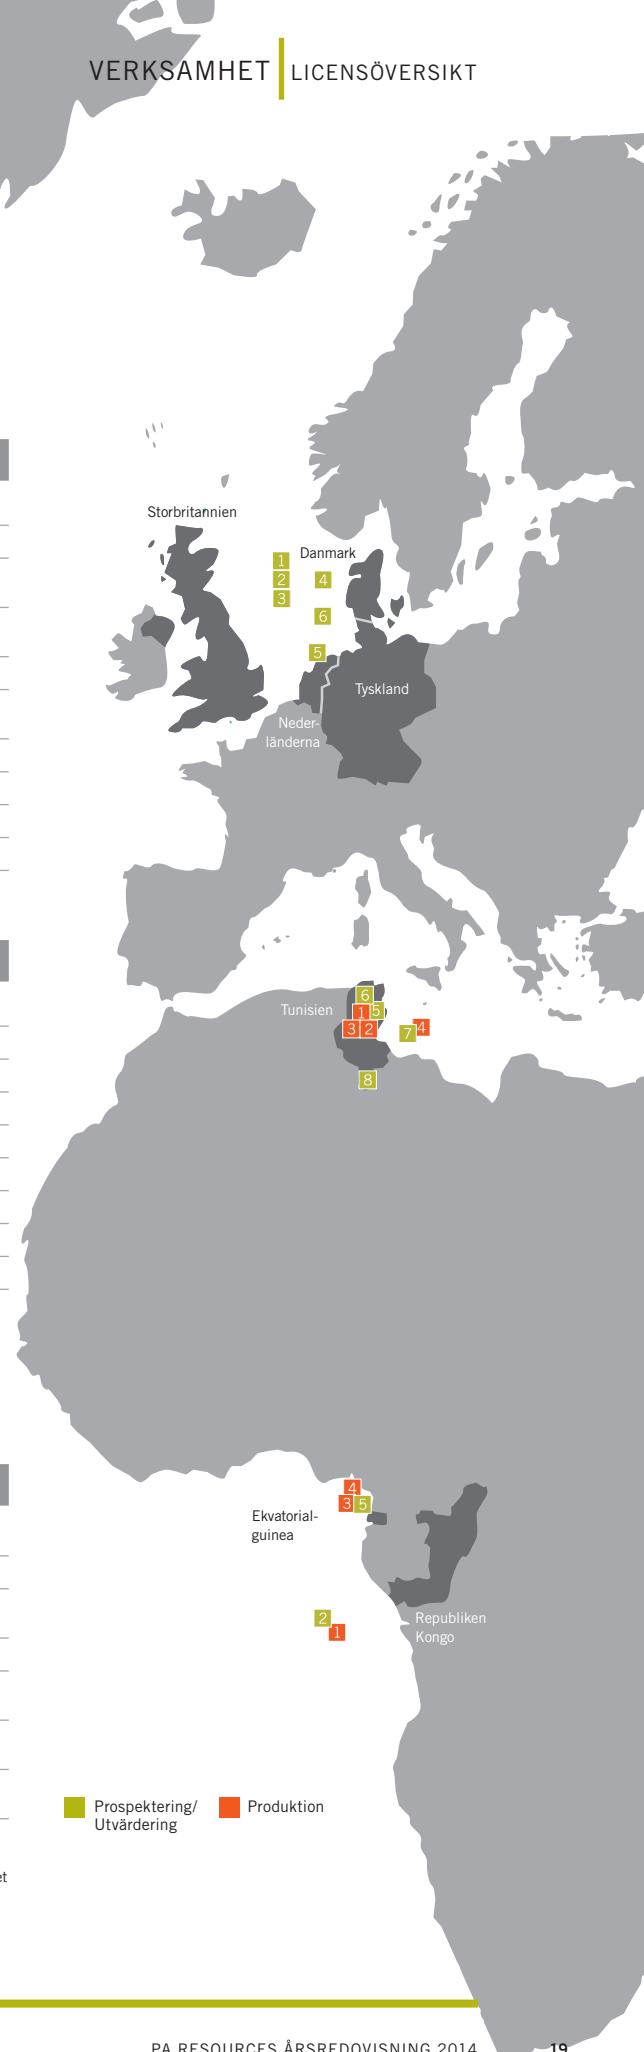 VERKSAMHET LICENSÖVERSIKT
Storbritannien
Danmark
1
2
3
4
6
5
Tyskland
Neder-
länderna
Tunisien
6
1 5
3 2
7 4
8
4
3 5
Ekvatorial-
guinea
2
1
Republiken
Kongo
Prospektering/
Utvärdering
Produktion
et
PA RESOURCES ÅRSREDOVISNING 2014 19